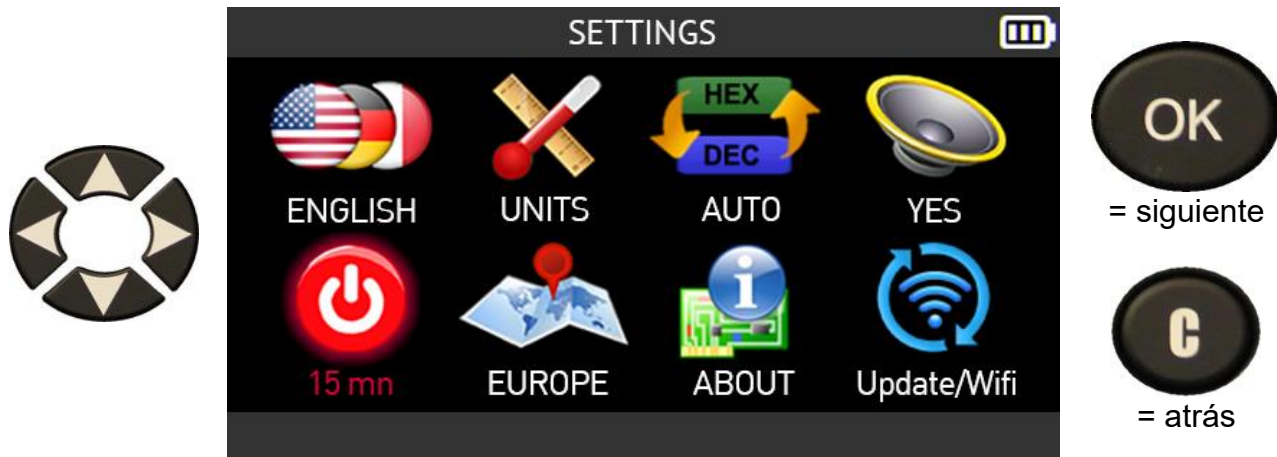 SETTINGS
HEX
DEC
ENGLISH UNITS AUTO YES
15 mn EUROPE ABOUT Update/Wifi
OK
= siguiente
C
= atrás